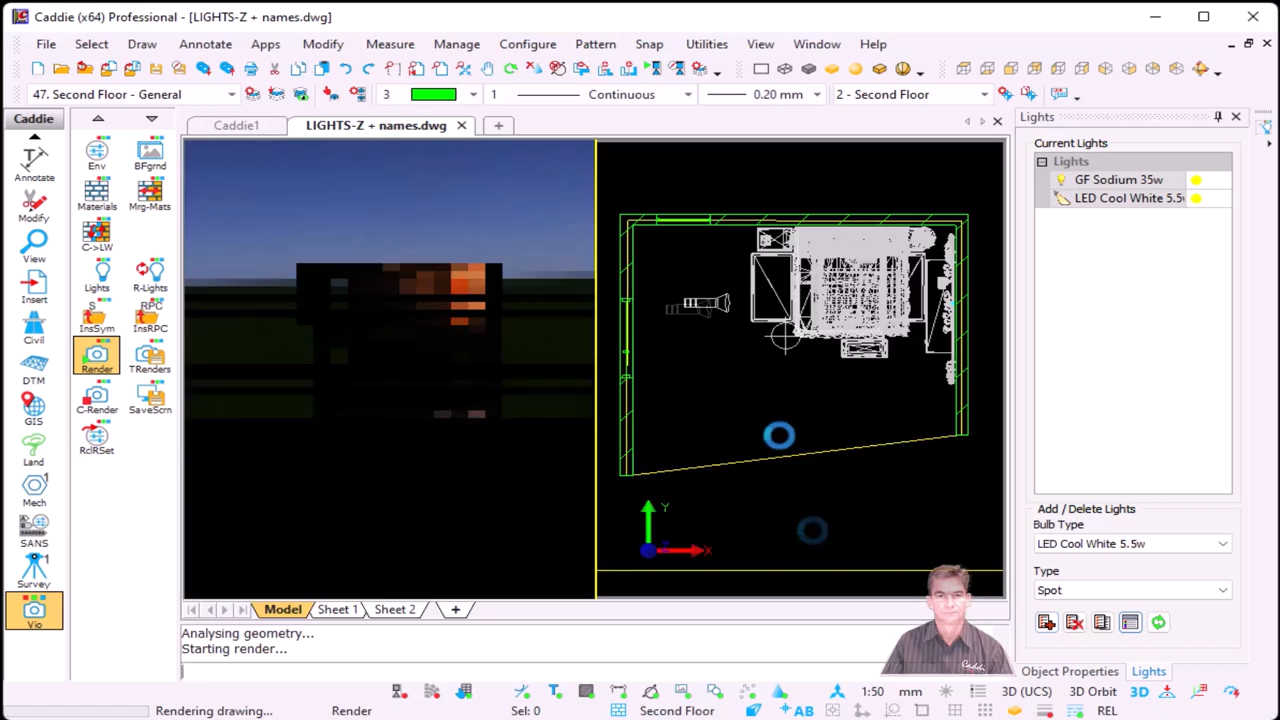 Caddie (x64) Professional - [LIGHTS-Z + names.dwg]
File Select Draw Annotate Apps Modify Measure Manage Configure Pattern Snap Utilities View Window Help
47. Second Floor - General 3 1 Continuous 0.20 mm 2 - Second Floor
Caddie
Caddie1
LIGHTS-Z + names.dwg
Lights
Annotate
Modify
View
Insert
Civil
DTM
GIS
Land
Mech
SANS
Survey
Vio
Env BFgrnd
Materials Mrg-Mats
C->LW
Lights R-Lights
S RPC
InsSym InsRPC
Render TRenders
C-Render SaveScrn
RclRSet
Y
X
Current Lights
Lights
GF Sodium 35w
LED Cool White 5.5
Add / Delete Lights
Bulb Type
LED Cool White 5.5w
Type
Spot
Caddie
Object Properties Lights
Model Sheet 1 Sheet 2 +
Analysing geometry...
Starting render...
1:50 mm 3D (UCS) 3D Orbit 3D
Rendering drawing... Render Sel: 0 Second Floor AB REL